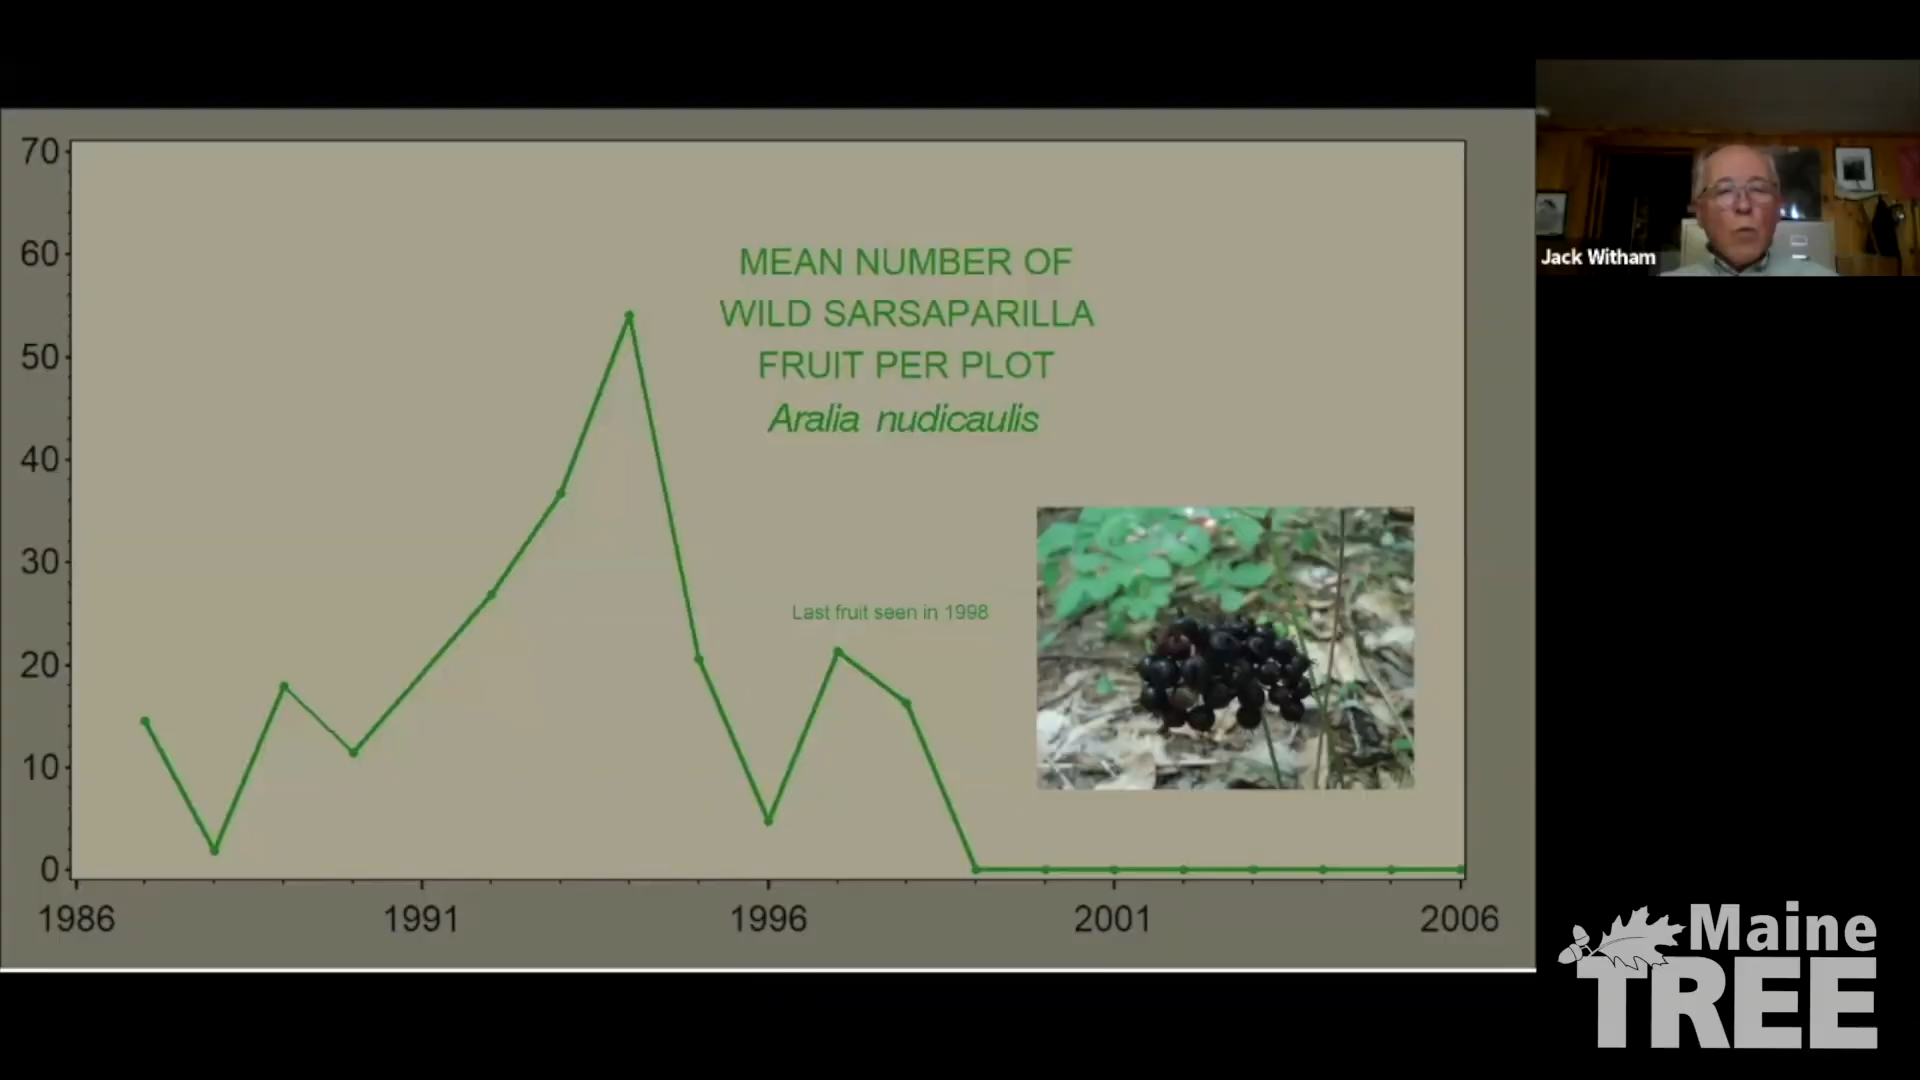 70
60
50
40
30
20
10
0
1986
1991
1996
2001
2006
MEAN NUMBER OF
WILD SARSAPARILLA
FRUIT PER PLOT
Aralia nudicaulis
Last fruit seen in 1998
Jack Witham
Maine
TREE